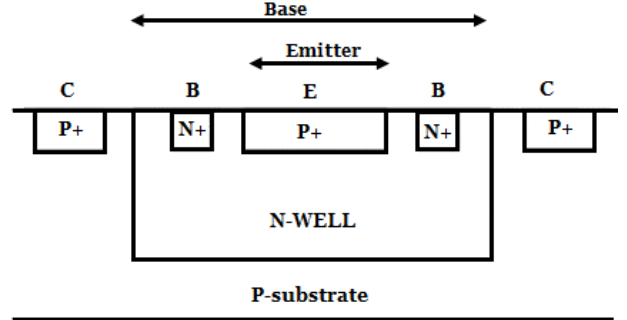 Base
Emitter
C B E B C
P+ N+ P+ N+ P+
N-WELL
P-substrate